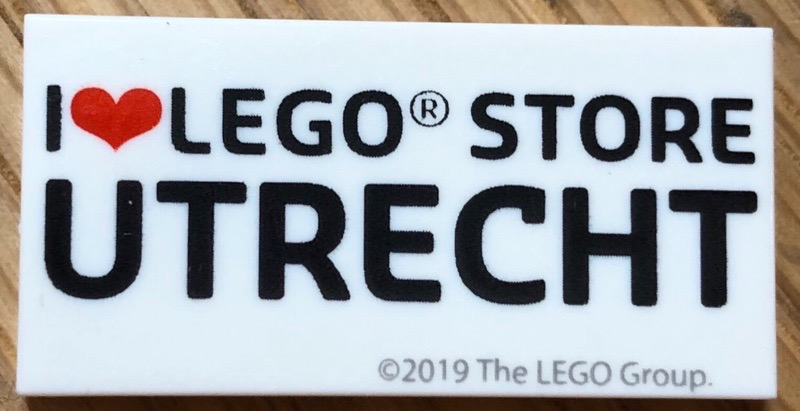 I❤LEGO® STORE
UTRECHT
©2019 The LEGO Group.